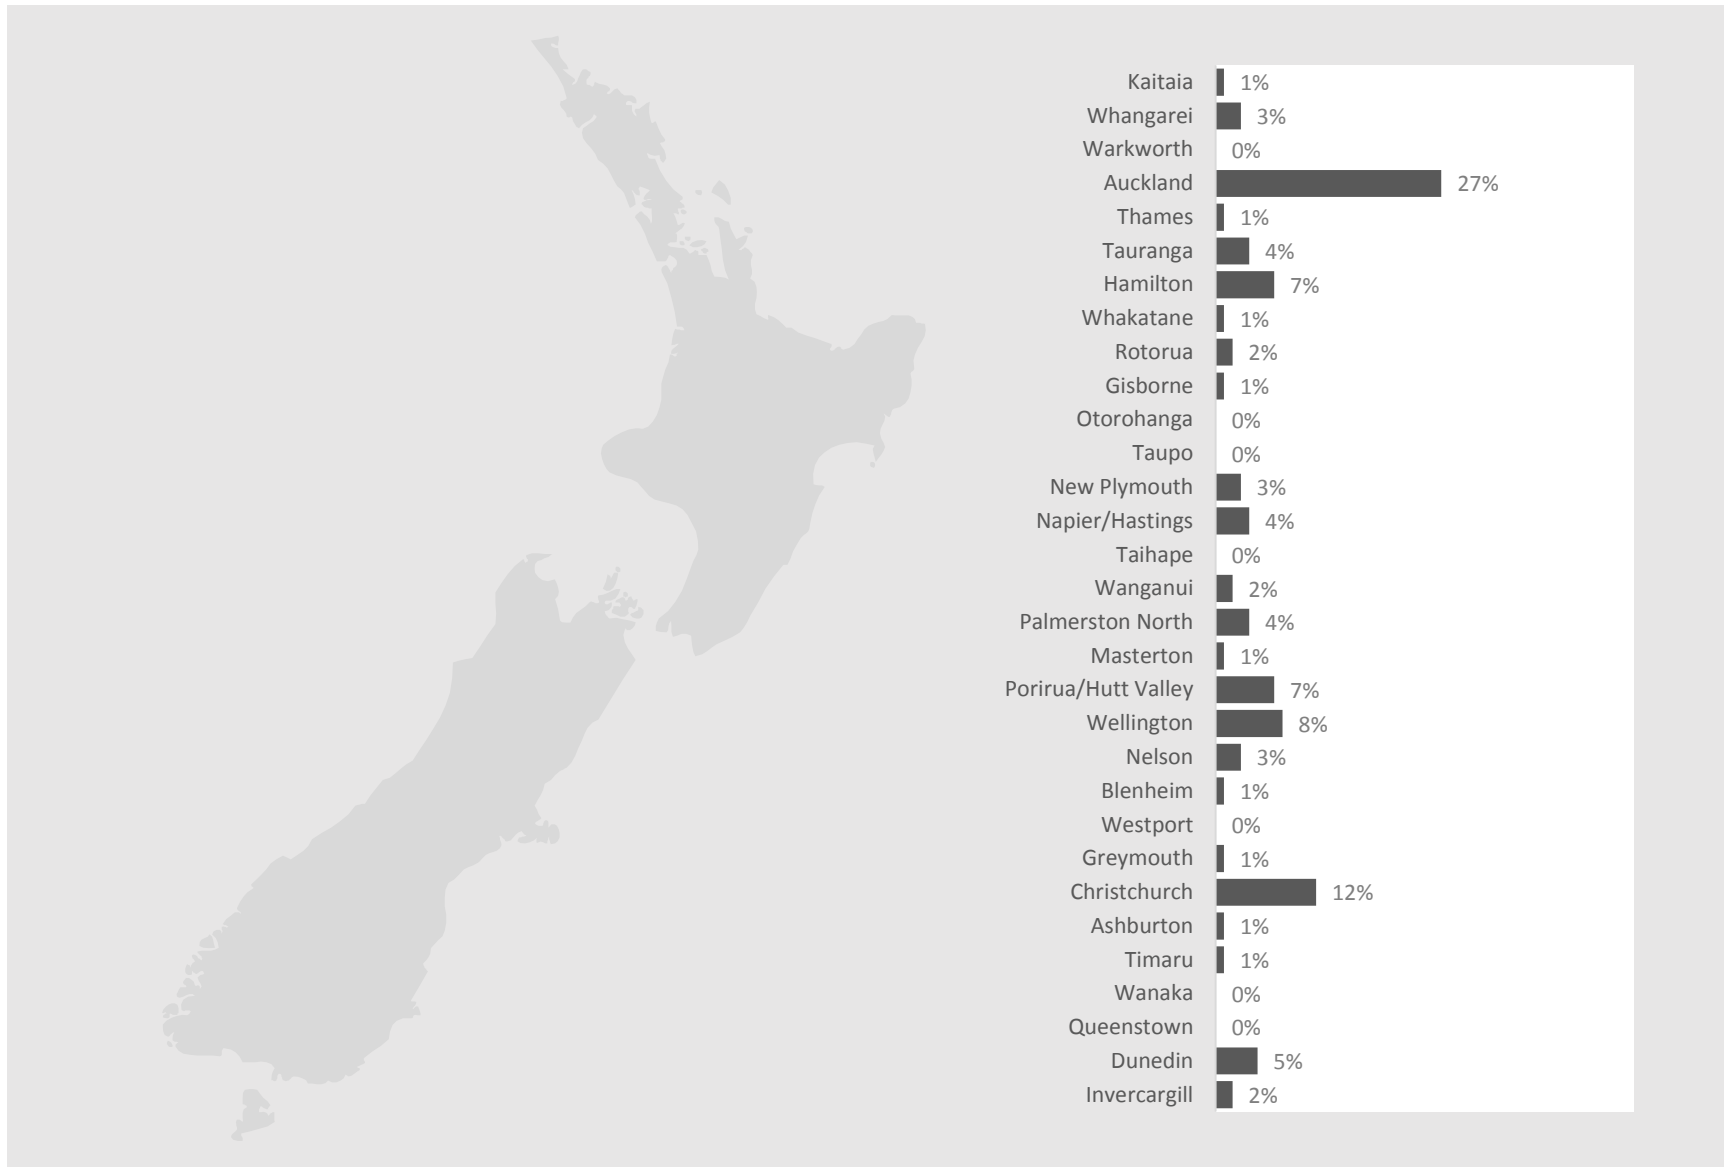 Kaitaia 1%
Whangarei 3%
Warkworth 0%
Auckland 27%
Thames 1%
Tauranga 4%
Hamilton 7%
Whakatane 1%
Rotorua 2%
Gisborne 1%
Otorohanga 0%
Taupo 0%
New Plymouth 3%
Napier/Hastings 4%
Taihape 0%
Wanganui 2%
Palmerston North 4%
Masterton 1%
Porirua/Hutt Valley 7%
Wellington 8%
Nelson 3%
Blenheim 1%
Westport 0%
Greymouth 1%
Christchurch 12%
Ashburton 1%
Timaru 1%
Wanaka 0%
Queenstown 0%
Dunedin 5%
Invercargill 2%